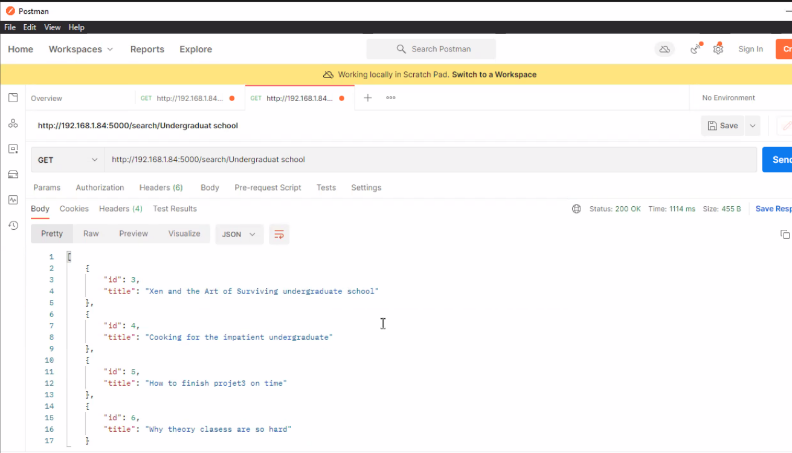 Postman
File Edit View Help
Home Workspaces Reports Explore Search Postman Sign In
Working locally in Scratch Pad. Switch to a Workspace
Overview GET http://192.168.1.84... GET http://192.168.1.84... + No Environment
http://192.168.1.84:5000/search/Undergraduat school Save
GET http://192.168.1.84:5000/search/Undergraduat school Send
Params Authorization Headers (6) Body Pre-request Script Tests Settings
Body Cookies Headers (4) Test Results Status: 200 OK Time: 1114 ms Size: 455 B Save Resp
Pretty Raw Preview Visualize JSON
1 [
2 {
3 "id": 3,
4 "title": "Xen and the Art of Surviving undergraduate school"
5 },
6 {
7 "id": 4,
8 "title": "Cooking for the inpatient undergraduate"
9 },
10 {
11 "id": 5,
12 "title": "How to finish projet3 on time"
13 },
14 {
15 "id": 6,
16 "title": "Why theory clasess are so hard"
17 }